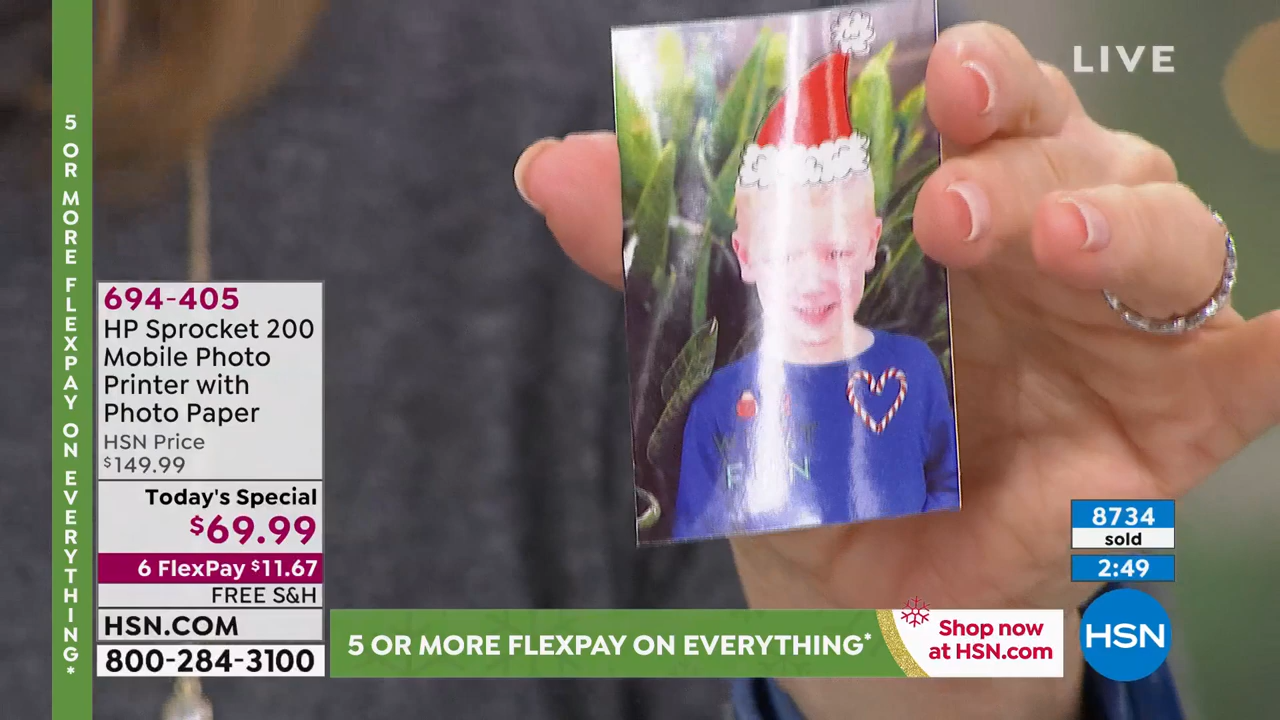 LIVE
5 OR MORE FLEXPAY ON EVERYTHING*
694-405
HP Sprocket 200
Mobile Photo
Printer with
Photo Paper
HSN Price
$149.99
Today's Special
$69.99
6 FlexPay $11.67
FREE S&H
HSN.COM
800-284-3100
5 OR MORE FLEXPAY ON EVERYTHING*
Shop now
at HSN.com
8734
sold
2:49
HSN